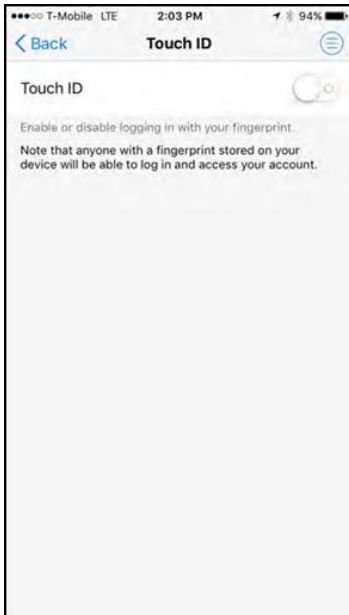 T-Mobile LTE 2:03 PM 94%
Back Touch ID
Touch ID
Enable or disable logging in with your fingerprint.
Note that anyone with a fingerprint stored on your
device will be able to log in and access your account.